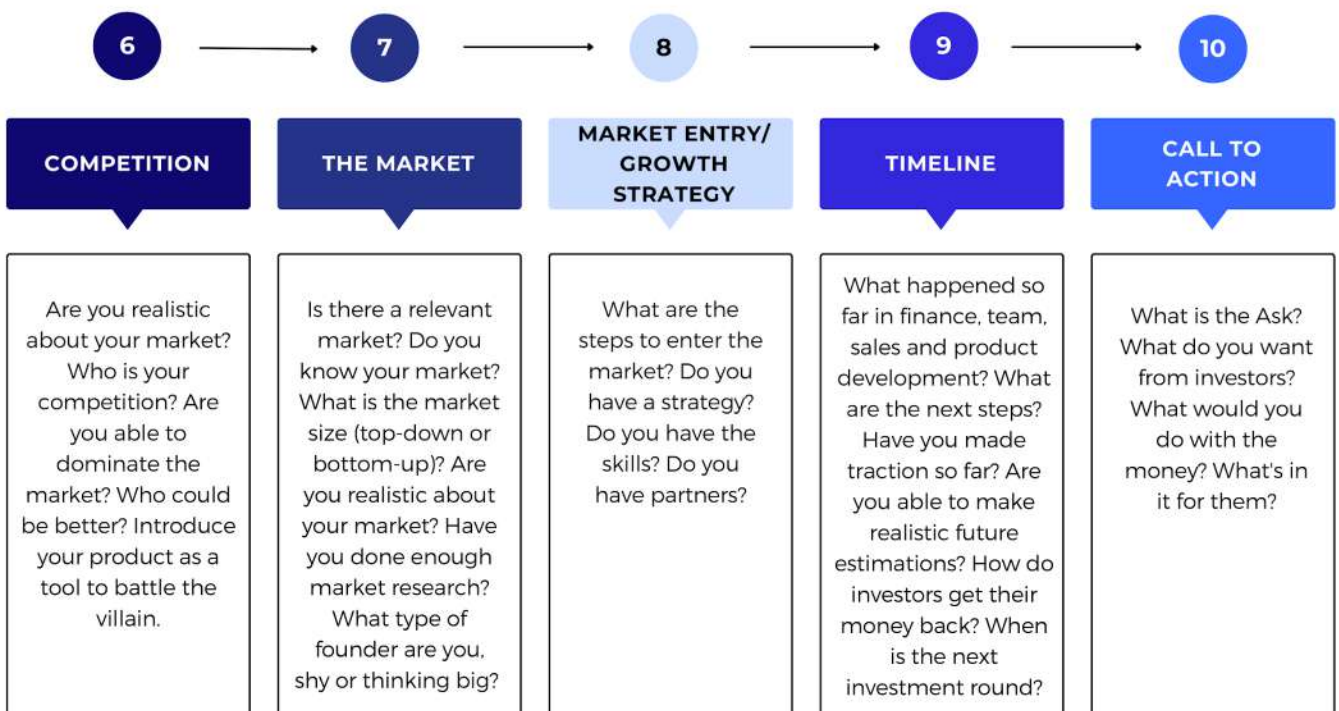 6
7
8
9
10
COMPETITION
THE MARKET
MARKET ENTRY/
GROWTH
STRATEGY
TIMELINE
CALL TO
ACTION
Are you realistic
about your market?
Who is your
competition? Are
you able to
dominate the
market? Who could
be better? Introduce
your product as a
tool to battle the
villain.
Is there a relevant
market? Do you
know your market?
What is the market
size (top-down or
bottom-up)? Are
you realistic about
your market? Have
you done enough
market research?
What type of
founder are you,
shy or thinking big?
What are the
steps to enter the
market? Do you
have a strategy?
Do you have the
skills? Do you
have partners?
What happened so
far in finance, team,
sales and product
development? What
are the next steps?
Have you made
traction so far? Are
you able to make
realistic future
estimations? How do
investors get their
money back? When
is the next
investment round?
What is the Ask?
What do you want
from investors?
What would you
do with the
money? What's in
it for them?